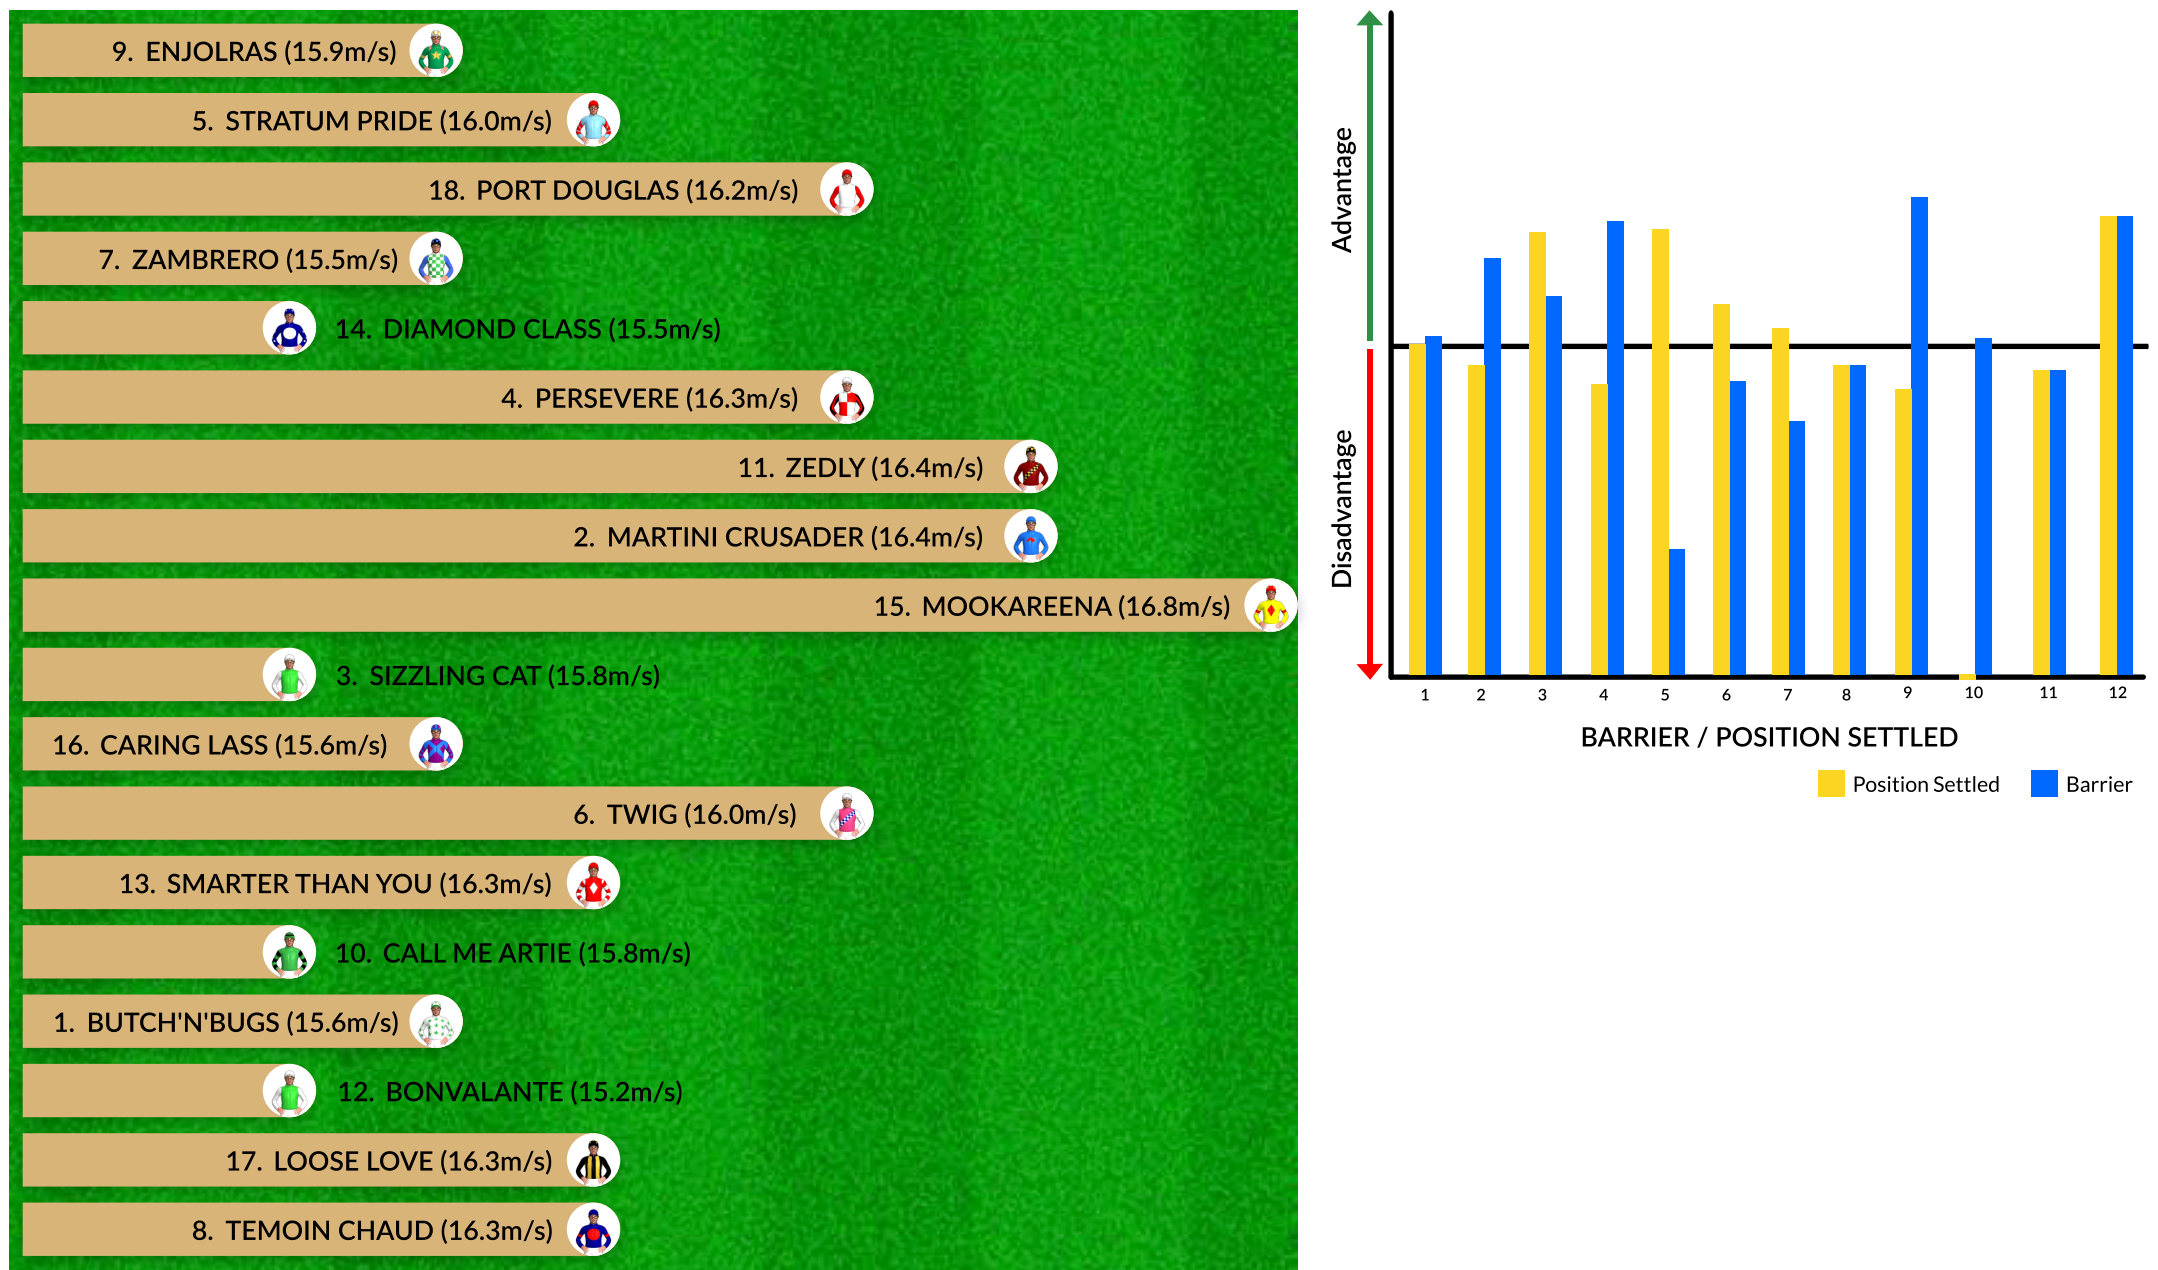 9. ENJOLRAS (15.9m/s)
5. STRATUM PRIDE (16.0m/s)
18. PORT DOUGLAS (16.2m/s)
7. ZAMBRERO (15.5m/s)
14. DIAMOND CLASS (15.5m/s)
4. PERSEVERE (16.3m/s)
11. ZEDLY (16.4m/s)
2. MARTINI CRUSADER (16.4m/s)
15. MOOKAREENA (16.8m/s)
3. SIZZLING CAT (15.8m/s)
16. CARING LASS (15.6m/s)
6. TWIG (16.0m/s)
13. SMARTER THAN YOU (16.3m/s)
10. CALL ME ARTIE (15.8m/s)
1. BUTCH'N'BUGS (15.6m/s)
12. BONVALANTE (15.2m/s)
17. LOOSE LOVE (16.3m/s)
8. TEMOIN CHAUD (16.3m/s)
Advantage
Disadvantage
1 2 3 4 5 6 7 8 9 10 11 12
BARRIER / POSITION SETTLED
Position Settled Barrier